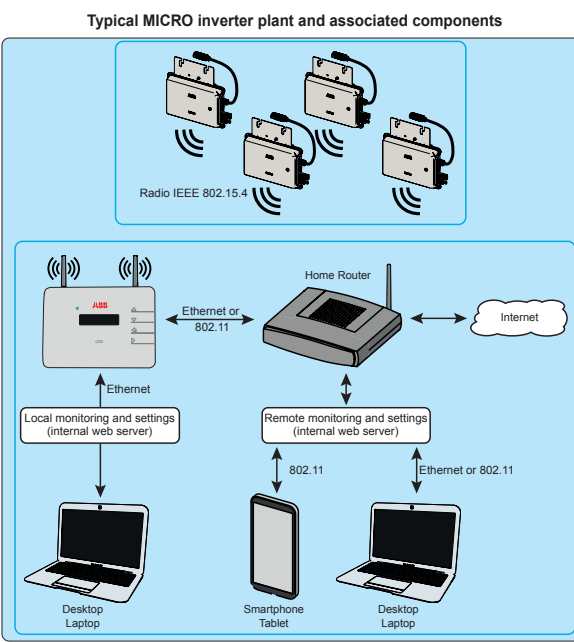 Typical MICRO inverter plant and associated components
Radio IEEE 802.15.4
Home Router
ABB
Ethernet or
802.11
Internet
Ethernet
Local monitoring and settings
(internal web server)
Remote monitoring and settings
(internal web server)
802.11
Ethernet or 802.11
Desktop
Laptop
Smartphone
Tablet
Desktop
Laptop